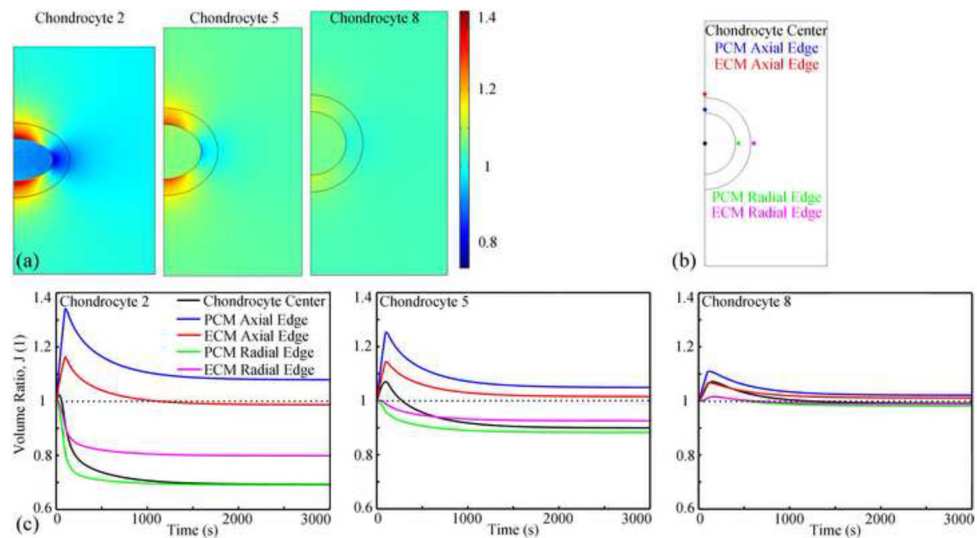 Chondrocyte 2
Chondrocyte 5
Chondrocyte 8
1.4
1.2
1
0.8
(a)
Chondrocyte Center
PCM Axial Edge
ECM Axial Edge
PCM Radial Edge
ECM Radial Edge
(b)
1.4
1.2
1
0.8
0.6
Volume Ratio, J (1)
Chondrocyte 2
Chondrocyte Center
PCM Axial Edge
ECM Axial Edge
PCM Radial Edge
ECM Radial Edge
0
1000
2000
3000
Time (s)
(c)
1.4
1.2
1
0.8
0.6
Chondrocyte 5
0
1000
2000
3000
Time (s)
1.4
1.2
1
0.8
0.6
Chondrocyte 8
0
1000
2000
3000
Time (s)